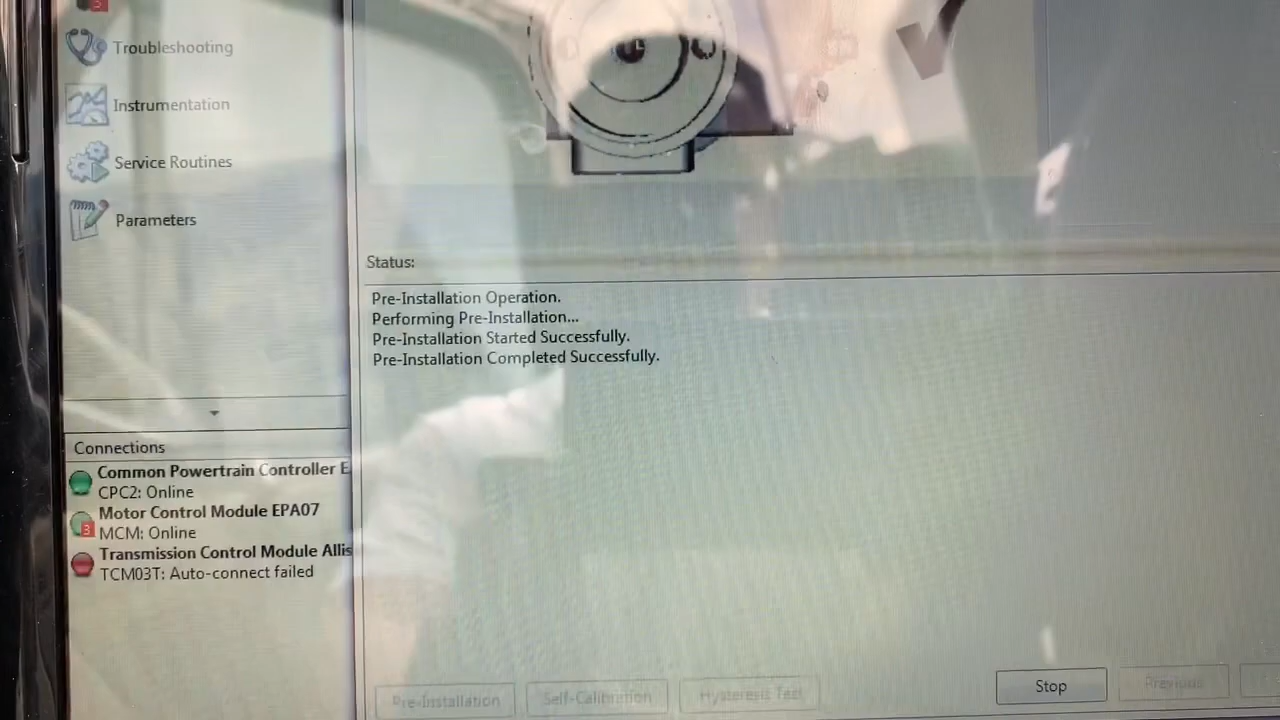 Troubleshooting
Instrumentation
Service Routines
Parameters
Status:
Pre-Installation Operation.
Performing Pre-Installation...
Pre-Installation Started Successfully.
Pre-Installation Completed Successfully.
Connections
Common Powertrain Controller E
CPC2: Online
Motor Control Module EPA07
3
MCM: Online
Transmission Control Module Allis
TCM03T: Auto-connect failed
Pre-Installation
Self-Calibration
Hysteresis Test
Stop
Previous